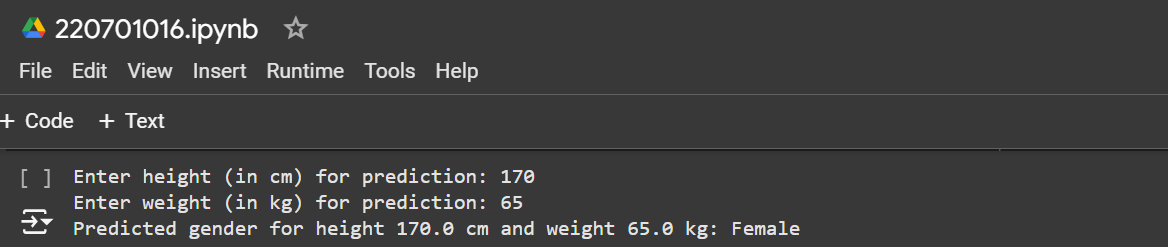 220701016.ipynb
File Edit View Insert Runtime Tools Help
+ Code + Text
[ ] Enter height (in cm) for prediction: 170
Enter weight (in kg) for prediction: 65
Predicted gender for height 170.0 cm and weight 65.0 kg: Female